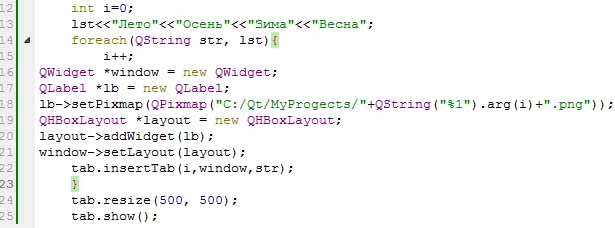 12 int i=0;
13 lst<<"Лето"<<"Осень"<<"Зима"<<"Весна";
14 foreach(QString str, lst){
15 i++;
16 QWidget *window = new QWidget;
17 QLabel *lb = new QLabel;
18 lb->setPixmap(QPixmap("C:/Qt/MyProgects/"+QString("%1").arg(i)+".png"));
19 QHBoxLayout *layout = new QHBoxLayout;
20 layout->addWidget(lb);
21 window->setLayout(layout);
22 tab.insertTab(i,window,str);
23 }
24 tab.resize(500, 500);
25 tab.show();